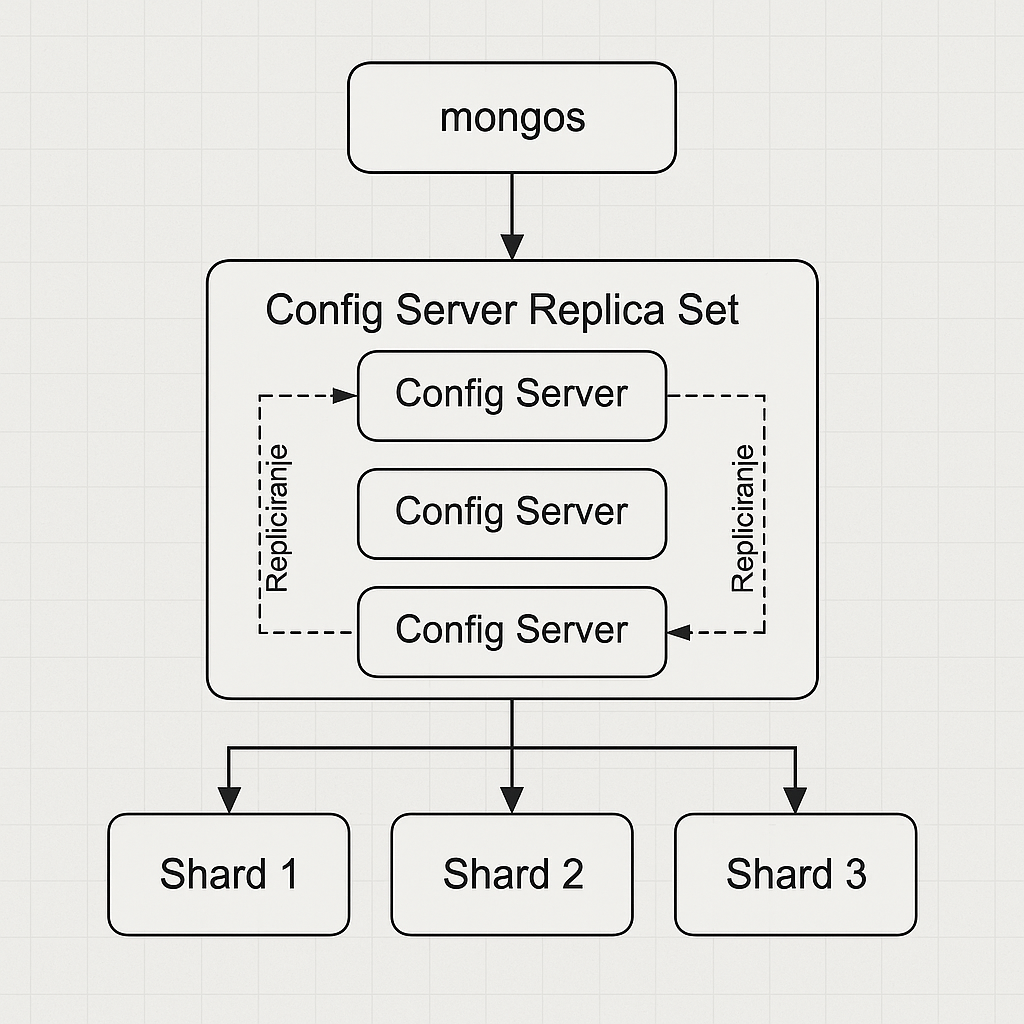 mongos
Config Server Replica Set
Config Server
Repliciranje
Config Server
Repliciranje
Config Server
Shard 1
Shard 2
Shard 3